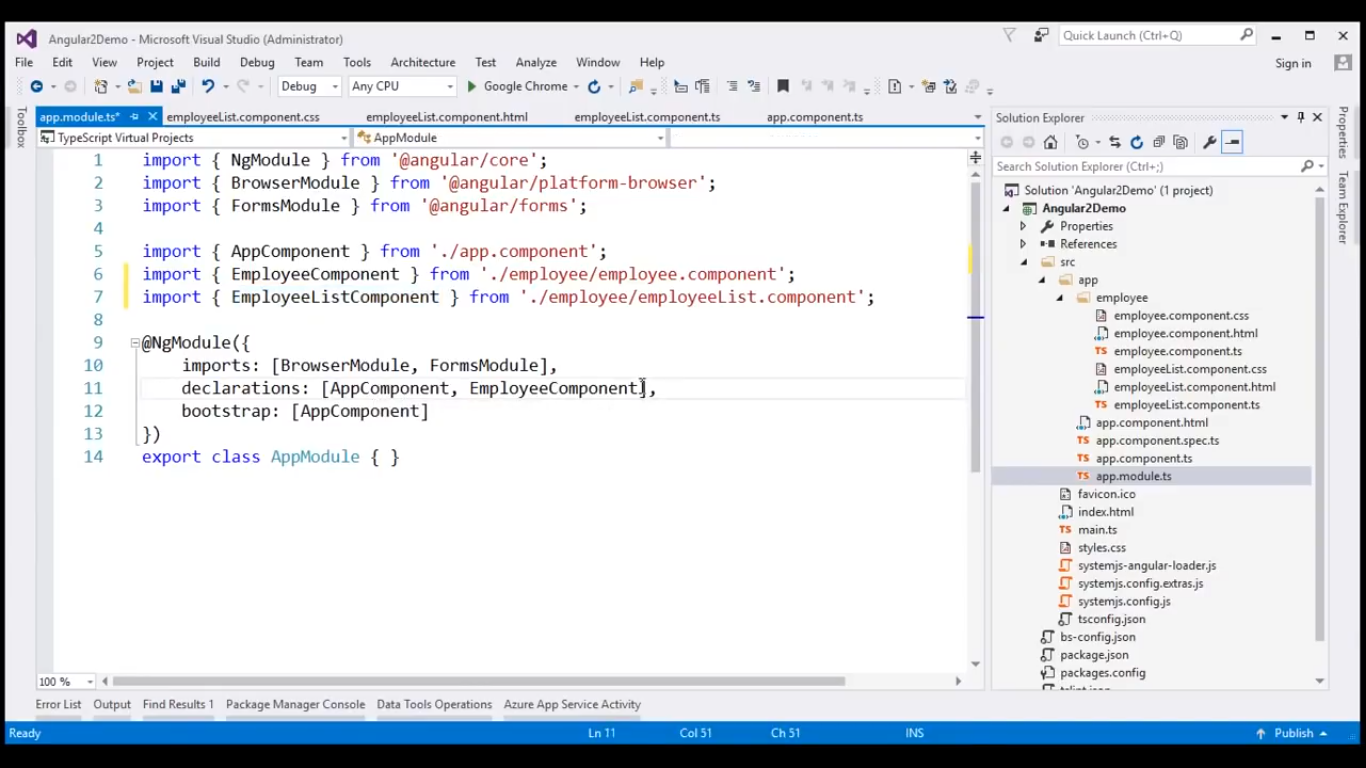 Angular2Demo - Microsoft Visual Studio (Administrator)
Quick Launch (Ctrl+Q)
File Edit View Project Build Debug Team Tools Architecture Test Analyze Window Help
Sign in
Debug Any CPU Google Chrome
Toolbox
app.module.ts* employeeList.component.css employeeList.component.html employeeList.component.ts app.component.ts
TypeScript Virtual Projects AppModule
1 import { NgModule } from '@angular/core';
2 import { BrowserModule } from '@angular/platform-browser';
3 import { FormsModule } from '@angular/forms';
4
5 import { AppComponent } from './app.component';
6 import { EmployeeComponent } from './employee/employee.component';
7 import { EmployeeListComponent } from './employee/employeeList.component';
8
9 @NgModule({
10 imports: [BrowserModule, FormsModule],
11 declarations: [AppComponent, EmployeeComponent],
12 bootstrap: [AppComponent]
13 })
14 export class AppModule { }
100 %
Solution Explorer
Search Solution Explorer (Ctrl+;)
Solution 'Angular2Demo' (1 project)
Angular2Demo
Properties
References
src
app
employee
employee.component.css
employee.component.html
employee.component.ts
employeeList.component.css
employeeList.component.html
employeeList.component.ts
app.component.html
app.component.spec.ts
app.component.ts
app.module.ts
favicon.ico
index.html
main.ts
styles.css
systemjs-angular-loader.js
systemjs.config.extras.js
systemjs.config.js
tsconfig.json
bs-config.json
package.json
packages.config
Properties
Team Explorer
Error List Output Find Results 1 Package Manager Console Data Tools Operations Azure App Service Activity
Ready Ln 11 Col 51 Ch 51 INS Publish